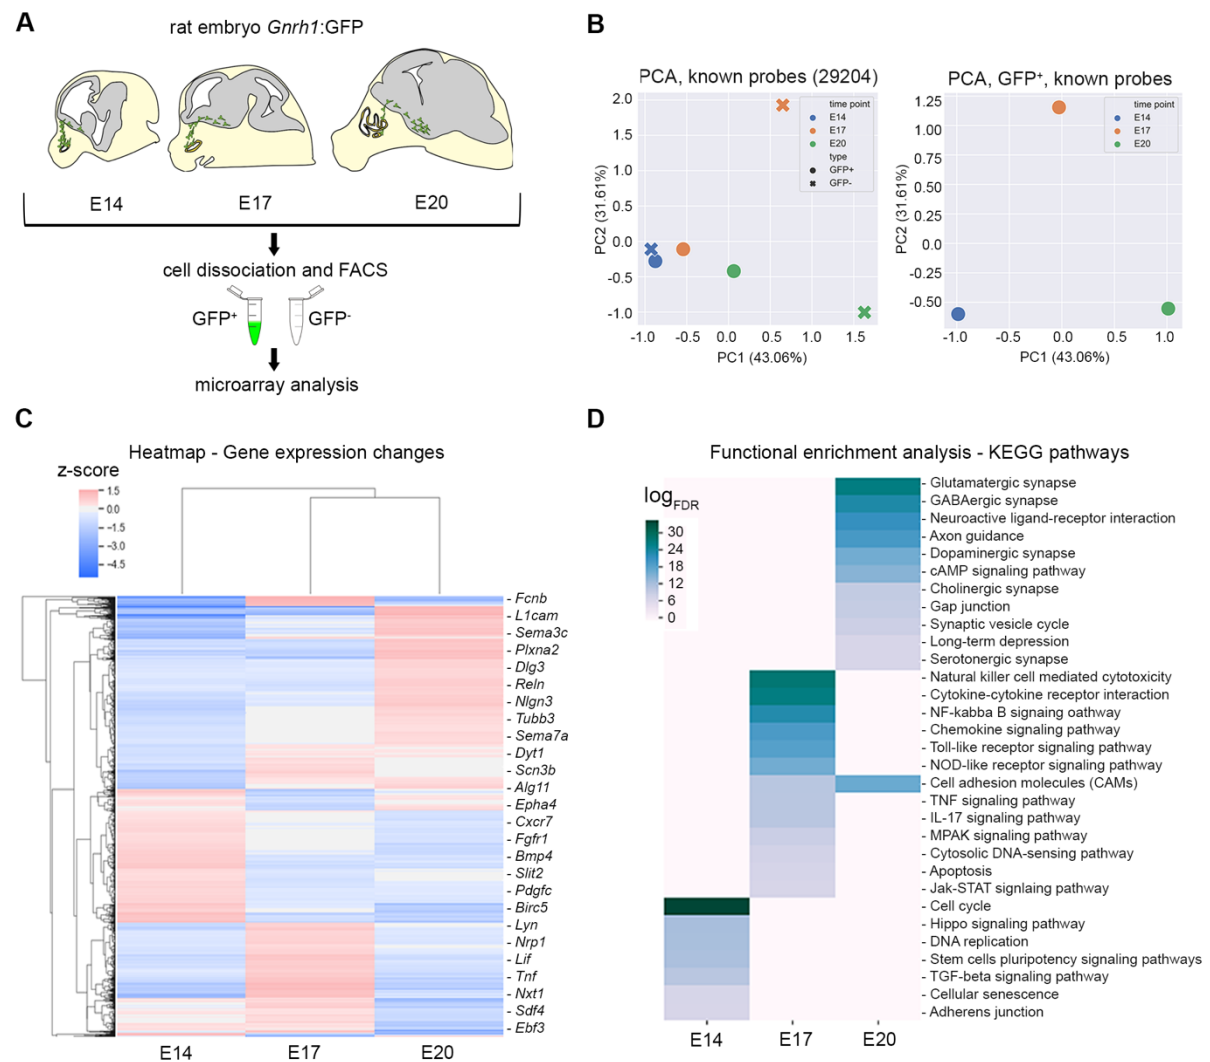 A
rat embryo Gnrh1:GFP
E14
E17
E20
cell dissociation and FACS
GFP+
GFP-
microarray analysis
B
PCA, known probes (29204)
time point
E14
E17
E20
type
GFP+
GFP-
2.0
1.5
1.0
0.5
0.0
-0.5
-1.0
PC2 (31.61%)
-1.0
-0.5
0.0
0.5
1.0
1.5
PC1 (43.06%)
PCA, GFP+, known probes
time point
E14
E17
E20
1.25
1.00
0.75
0.50
0.25
0.0
-0.25
-0.50
PC2 (31.61%)
-1.0
-0.5
0.0
0.5
1.0
PC1 (43.06%)
C
Heatmap - Gene expression changes
z-score
1.5
0.0
-1.5
-3.0
-4.5
- Fcnb
- L1cam
- Sema3c
- Plxna2
- Dlg3
- Reln
- Nlgn3
- Tubb3
- Sema7a
- Dyt1
- Scn3b
- Alg11
- Epha4
- Cxcr7
- Fgfr1
- Bmp4
- Slit2
- Pdgfc
- Birc5
- Lyn
- Nrp1
- Lif
- Tnf
- Nxt1
- Sdf4
- Ebf3
E14
E17
E20
D
Functional enrichment analysis - KEGG pathways
logFDR
30
24
18
12
6
0
- Glutamatergic synapse
- GABAergic synapse
- Neuroactive ligand-receptor interaction
- Axon guidance
- Dopaminergic synapse
- cAMP signaling pathway
- Cholinergic synapse
- Gap junction
- Synaptic vesicle cycle
- Long-term depression
- Serotonergic synapse
- Natural killer cell mediated cytotoxicity
- Cytokine-cytokine receptor interaction
- NF-kabba B signaing oathway
- Chemokine signaling pathway
- Toll-like receptor signaling pathway
- NOD-like receptor signaling pathway
- Cell adhesion molecules (CAMs)
- TNF signaling pathway
- IL-17 signaling pathway
- MPAK signaling pathway
- Cytosolic DNA-sensing pathway
- Apoptosis
- Jak-STAT signlaing pathway
- Cell cycle
- Hippo signaling pathway
- DNA replication
- Stem cells pluripotency signaling pathways
- TGF-beta signaling pathway
- Cellular senescence
- Adherens junction
E14
E17
E20